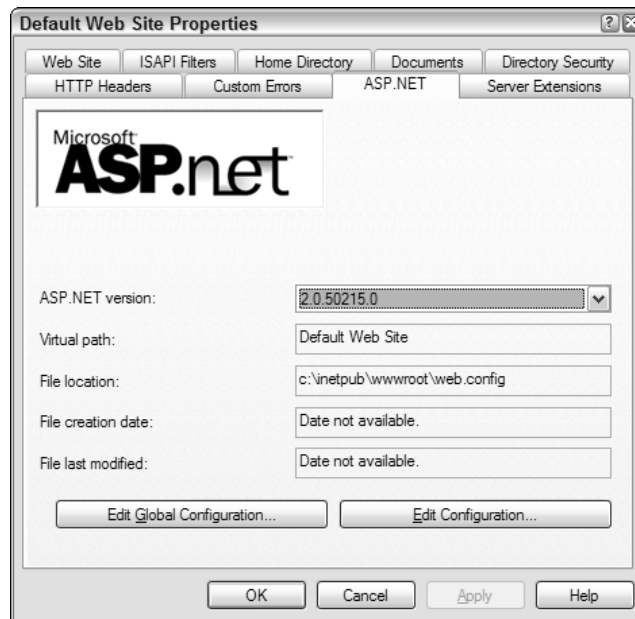 Default Web Site Properties
Web Site ISAPI Filters Home Directory Documents Directory Security
HTTP Headers Custom Errors ASP.NET Server Extensions
Microsoft
ASP.net
ASP.NET version: 2.0.50215.0
Virtual path: Default Web Site
File location: c:\inetpub\wwwroot\web.config
File creation date: Date not available.
File last modified: Date not available.
Edit Global Configuration... Edit Configuration...
OK Cancel Apply Help